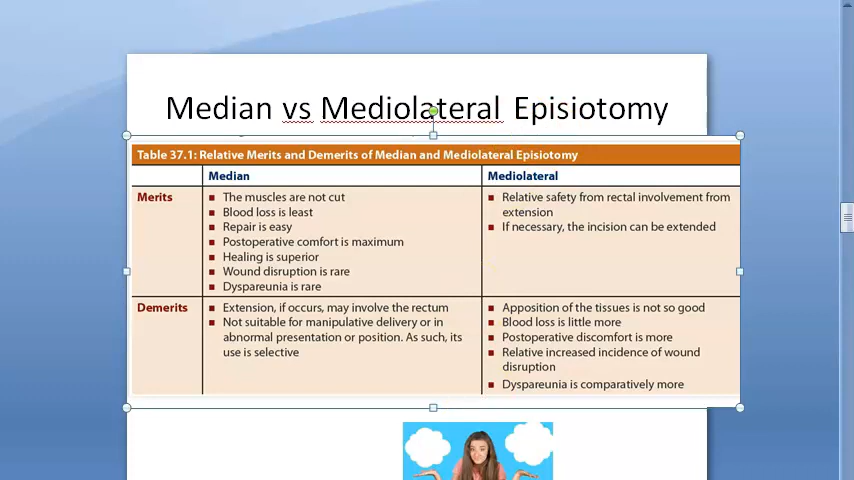 Median vs Mediolateral Episiotomy
Table 37.1: Relative Merits and Demerits of Median and Mediolateral Episiotomy
Median
Mediolateral
Merits
■ The muscles are not cut
■ Blood loss is least
■ Repair is easy
■ Postoperative comfort is maximum
■ Healing is superior
■ Wound disruption is rare
■ Dyspareunia is rare
■ Relative safety from rectal involvement from
extension
■ If necessary, the incision can be extended
Demerits
■ Extension, if occurs, may involve the rectum
■ Not suitable for manipulative delivery or in
abnormal presentation or position. As such, its
use is selective
■ Apposition of the tissues is not so good
■ Blood loss is little more
■ Postoperative discomfort is more
■ Relative increased incidence of wound
disruption
■ Dyspareunia is comparatively more